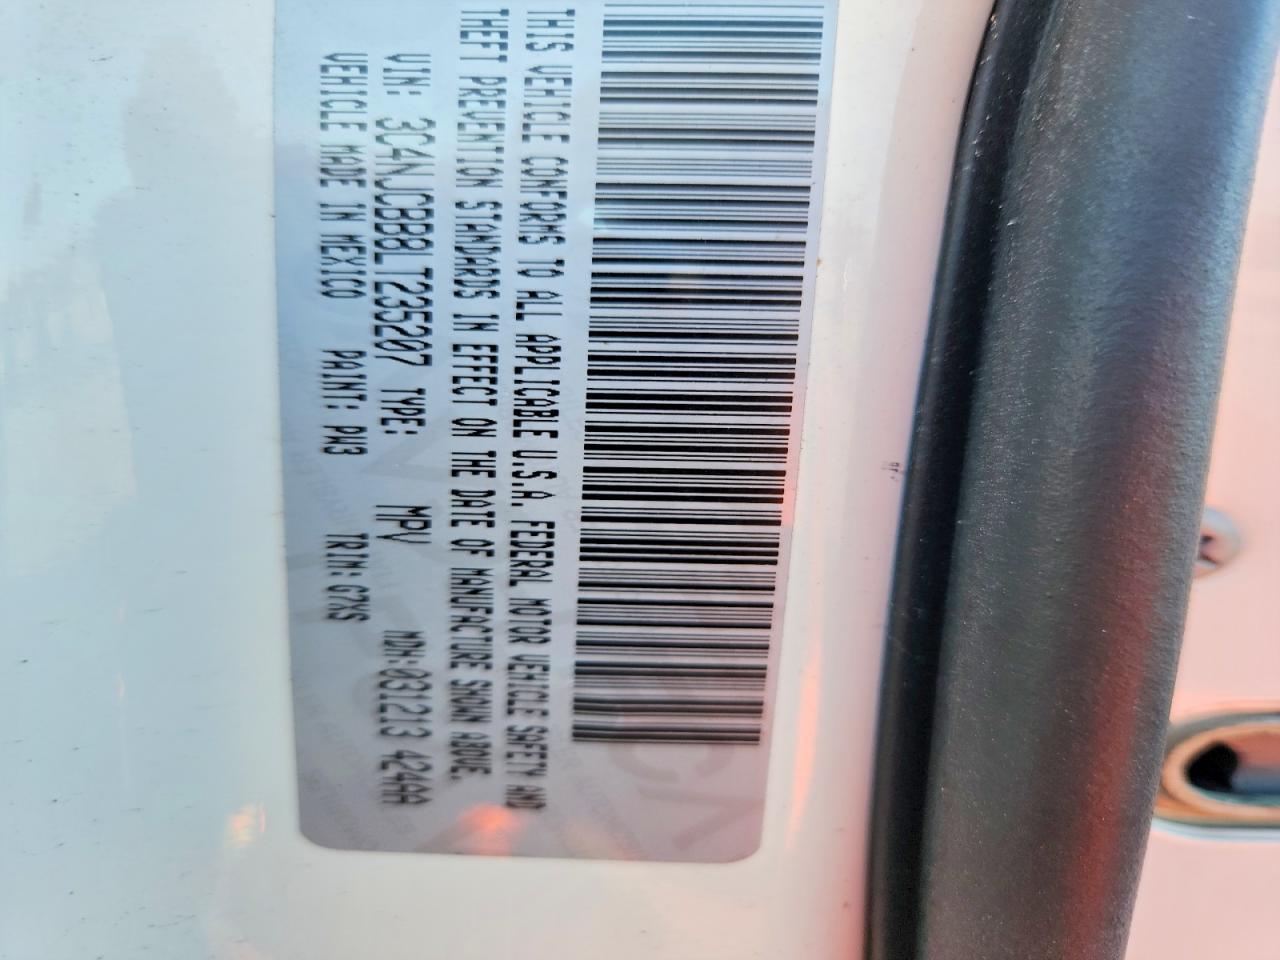 THIS VEHICLE CONFORMS TO ALL APPLICABLE U.S.A. FEDERAL MOTOR VEHICLE SAFETY AND
THEFT PREVENTION STANDARDS IN EFFECT ON THE DATE OF MANUFACTURE SHOWN ABOVE.
VIN: 3C4NJCBB8LT235207 TYPE: MPV MDH:031213 424AA
VEHICLE MADE IN MEXICO PAINT: PW3 TRIM: G7XS